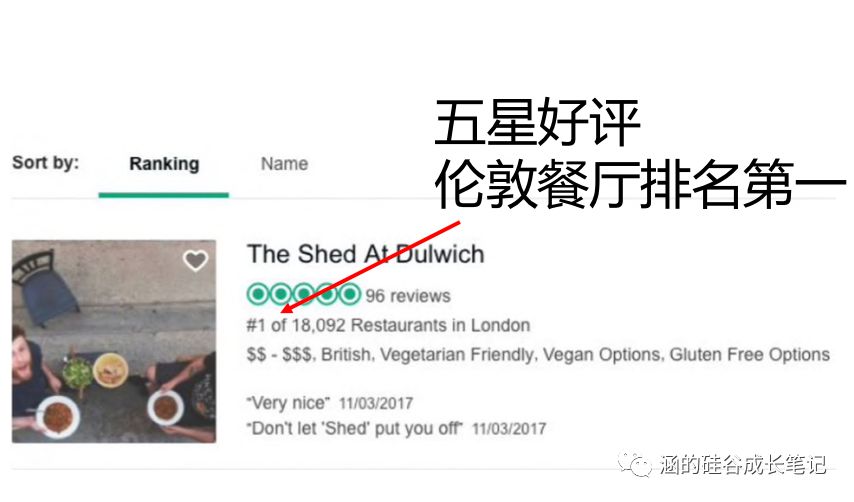 五星好评
伦敦餐厅排名第一
Sort by: Ranking Name
The Shed At Dulwich
96 reviews
#1 of 18,092 Restaurants in London
$$ - $$$, British, Vegetarian Friendly, Vegan Options, Gluten Free Options
“Very nice” 11/03/2017
“Don't let 'Shed' put you off” 11/03/2017
涵的硅谷成长笔记